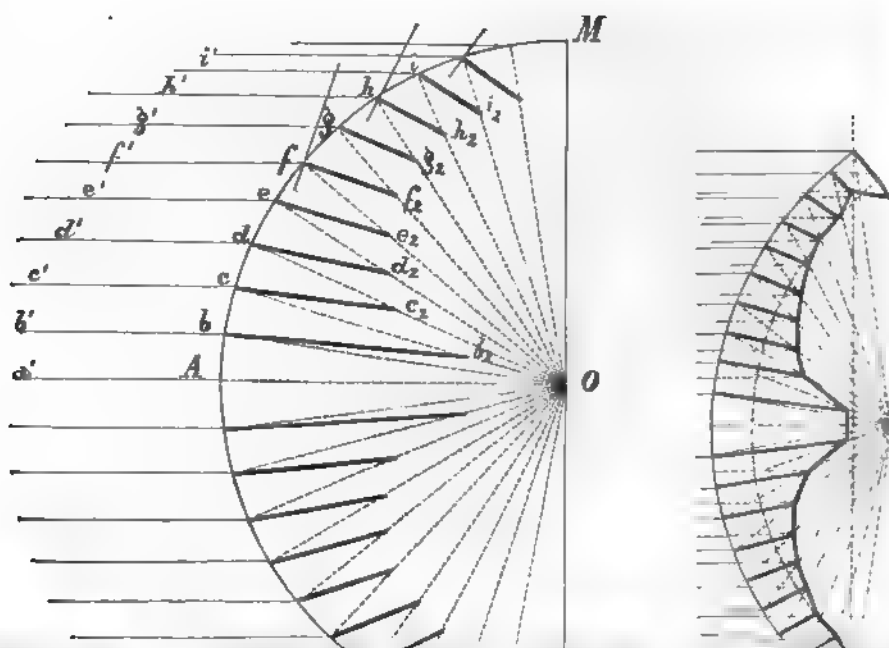 M
i' i
h' h i₂
g' g h₂
f' f g₂
e' e f₂
d' d e₂
c' c d₂
c₂
b' b b₂
a' A O